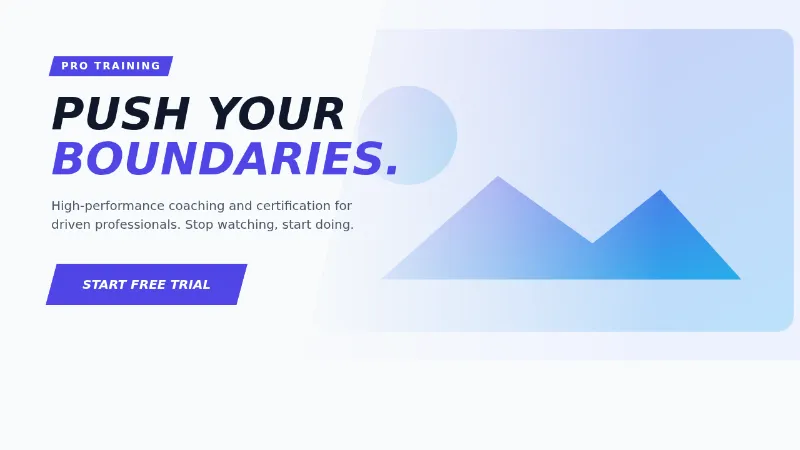 PRO TRAINING
PUSH YOUR
BOUNDARIES.
High-performance coaching and certification for
driven professionals. Stop watching, start doing.
START FREE TRIAL